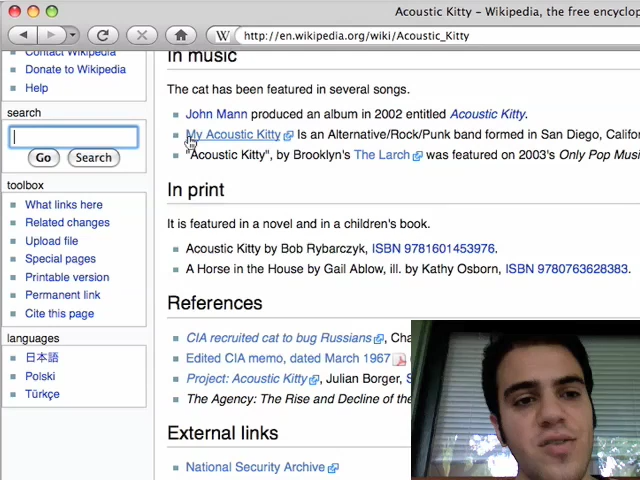 Acoustic Kitty – Wikipedia, the free encyclop
http://en.wikipedia.org/wiki/Acoustic_Kitty
Contact Wikipedia
Donate to Wikipedia
Help
search
Go Search
toolbox
What links here
Related changes
Upload file
Special pages
Printable version
Permanent link
Cite this page
languages
日本語
Polski
Türkçe
In music
The cat has been featured in several songs.
John Mann produced an album in 2002 entitled Acoustic Kitty.
My Acoustic Kitty Is an Alternative/Rock/Punk band formed in San Diego, Califor
"Acoustic Kitty", by Brooklyn's The Larch was featured on 2003's Only Pop Musi
In print
It is featured in a novel and in a children's book.
Acoustic Kitty by Bob Rybarczyk, ISBN 9781601453976.
A Horse in the House by Gail Ablow, ill. by Kathy Osborn, ISBN 9780763628383.
References
CIA recruited cat to bug Russians, Cha
Edited CIA memo, dated March 1967 (
Project: Acoustic Kitty, Julian Borger, S
The Agency: The Rise and Decline of the
External links
National Security Archive